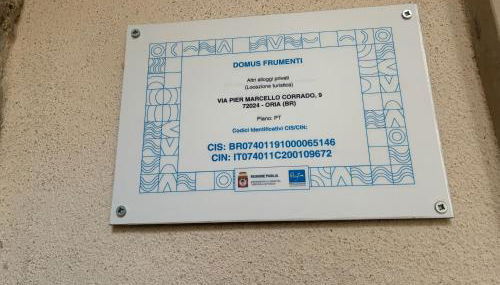 DOMUS FRUMENTI
Altri alloggi privati
(Locazione turistica)
VIA PIER MARCELLO CORRADO, 9
72024 - ORIA (BR)
Piano: PT
Codici Identificativi CIS/CIN:
CIS: BR07401191000065146
CIN: IT074011C200109672
REGIONE PUGLIA